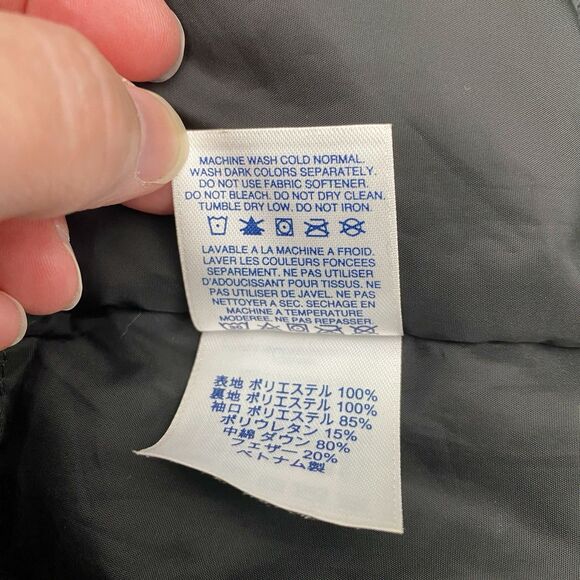 MACHINE WASH COLD NORMAL.
WASH DARK COLORS SEPARATELY.
DO NOT USE FABRIC SOFTENER.
DO NOT BLEACH. DO NOT DRY CLEAN.
TUMBLE DRY LOW. DO NOT IRON.
LAVABLE A LA MACHINE A FROID.
LAVER LES COULEURS FONCÉES
SÉPAREMENT. NE PAS UTILISER
D'ADOUCISSANT POUR TISSUS. NE
PAS UTILISER DE JAVEL. NE PAS
NETTOYER A SEC. SECHAGE EN
MACHINE A TEMPERATURE
MODEREE. NE PAS REPASSER.
表地 ポリエステル 100%
裏地 ポリエステル 100%
袖口 ポリエステル 85%
ポリウレタン 15%
中綿 ダウン 80%
フェザー 20%
ベトナム製